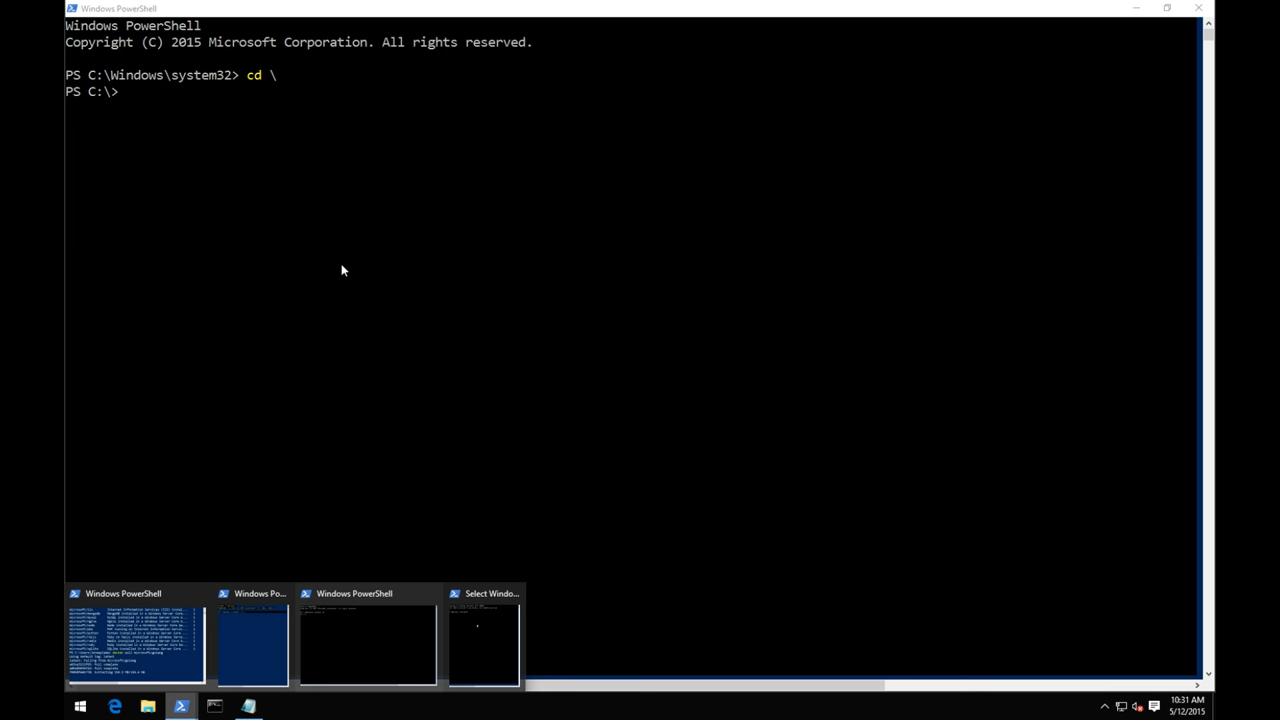 Windows PowerShell
Windows PowerShell
Copyright (C) 2015 Microsoft Corporation. All rights reserved.
PS C:\Windows\system32> cd \
PS C:\>
Windows PowerShell
Windows Po...
Windows PowerShell
Select Windo...
10:31 AM
5/12/2015